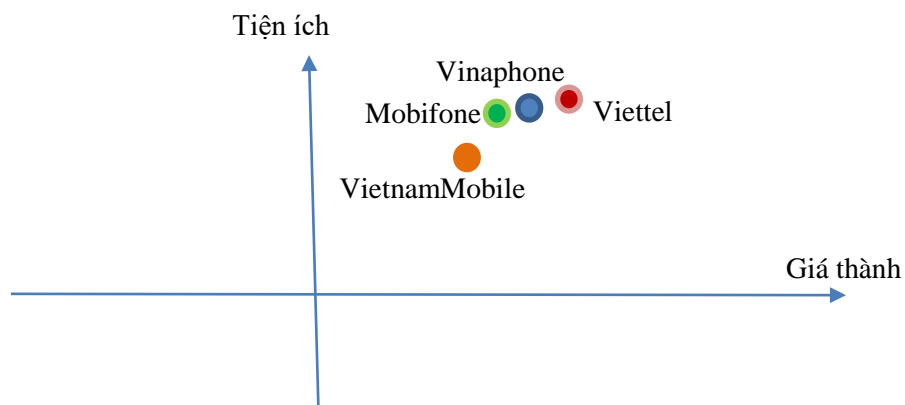 Tiện ích
Vinaphone
Mobifone
Viettel
VietnamMobile
Giá thành